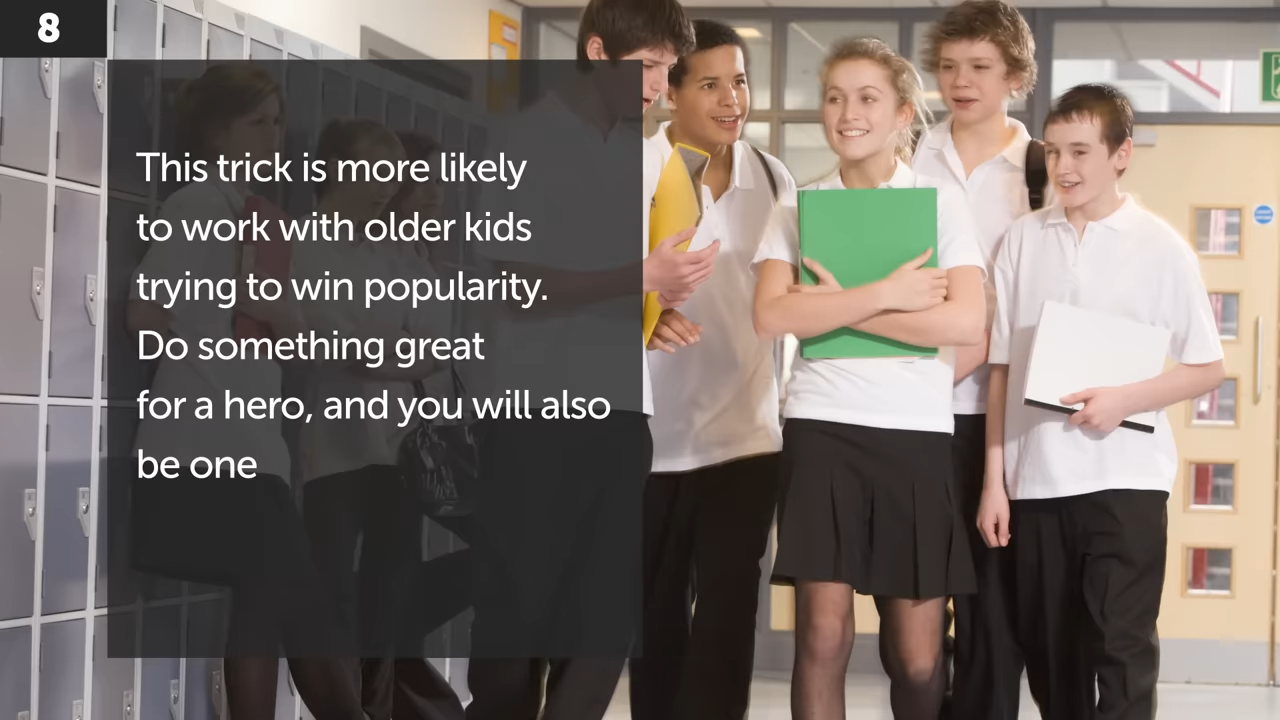 8
This trick is more likely
to work with older kids
trying to win popularity.
Do something great
for a hero, and you will also
be one